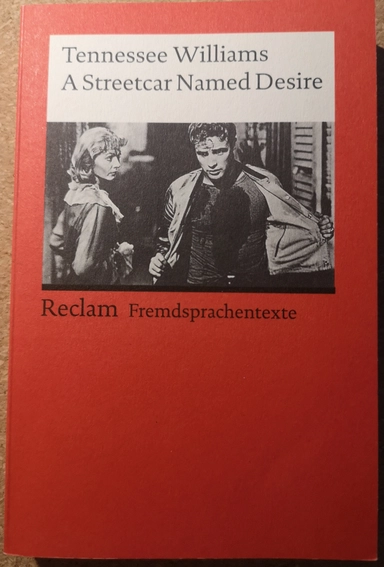 Tennessee Williams
A Streetcar Named Desire
Reclam Fremdsprachentexte